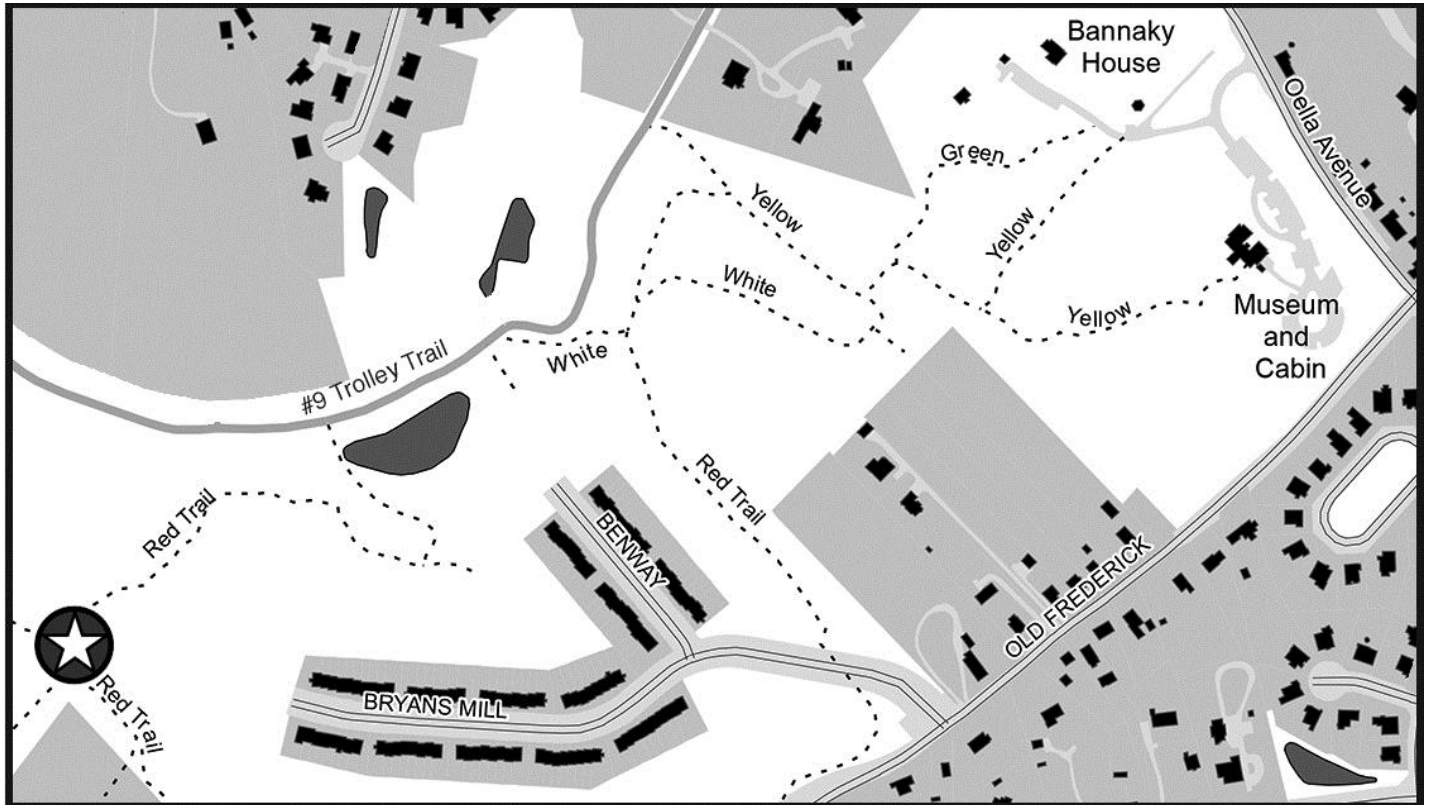 Bannaky
House
Oella Avenue
Green
Yellow
Yellow
White
Yellow
Museum
and
Cabin
White
#9 Trolley Trail
Red Trail
Red Trail
BENWAY
OLD FREDERICK
BRYANS MILL
Red Trail